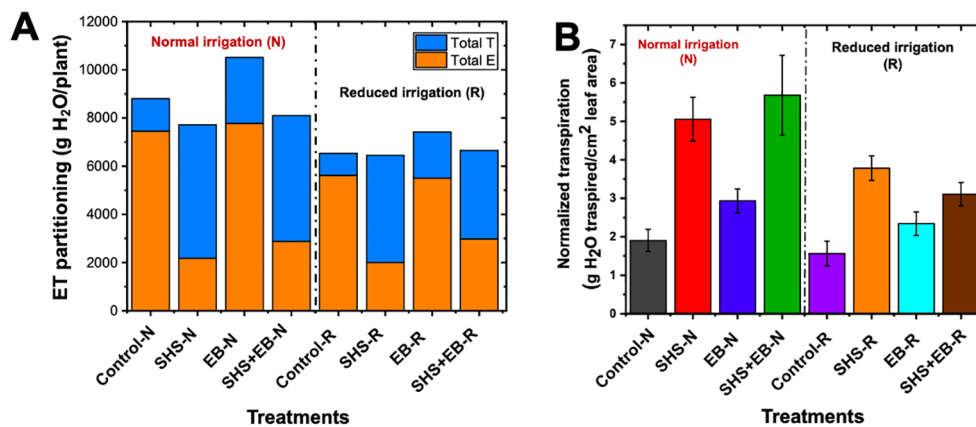 A
ET partitioning (g H2O/plant)
12000
10000
8000
6000
4000
2000
0
Normal irrigation (N)
Total T
Total E
Reduced irrigation (R)
Control-N
SHS-N
EB-N
SHS+EB-N
Control-R
SHS-R
EB-R
SHS+EB-R
Treatments
B
Normalized transpiration
(g H2O traspired/cm2 leaf area)
7
6
5
4
3
2
1
0
Normal irrigation
(N)
Reduced irrigation
(R)
Control-N
SHS-N
EB-N
SHS+EB-N
Control-R
SHS-R
EB-R
SHS+EB-R
Treatments